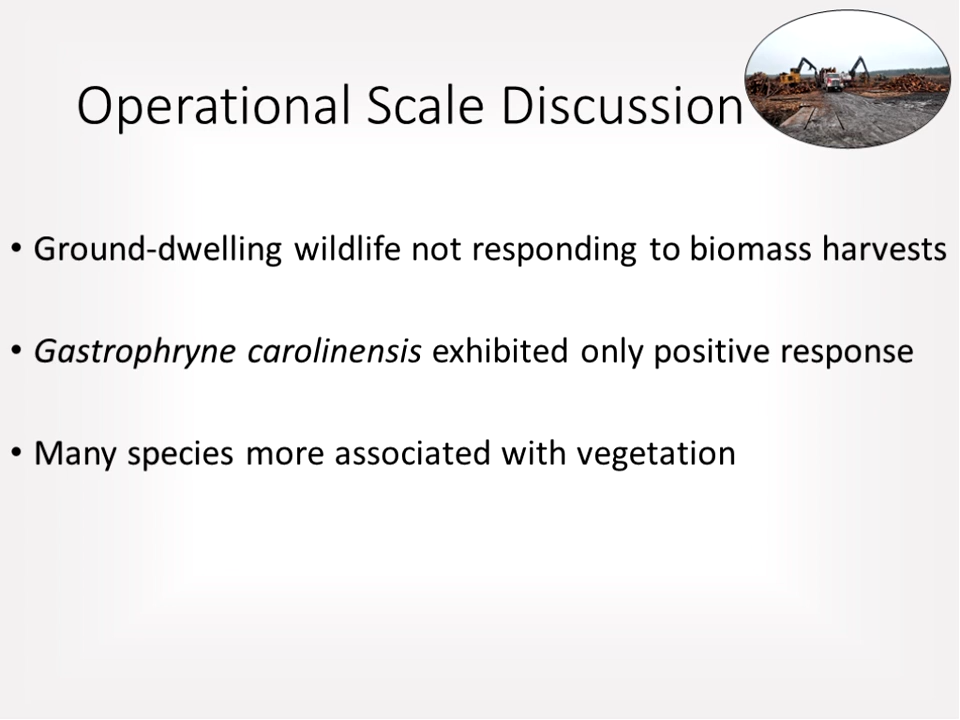 Operational Scale Discussion
• Ground-dwelling wildlife not responding to biomass harvests
• Gastrophryne carolinensis exhibited only positive response
• Many species more associated with vegetation